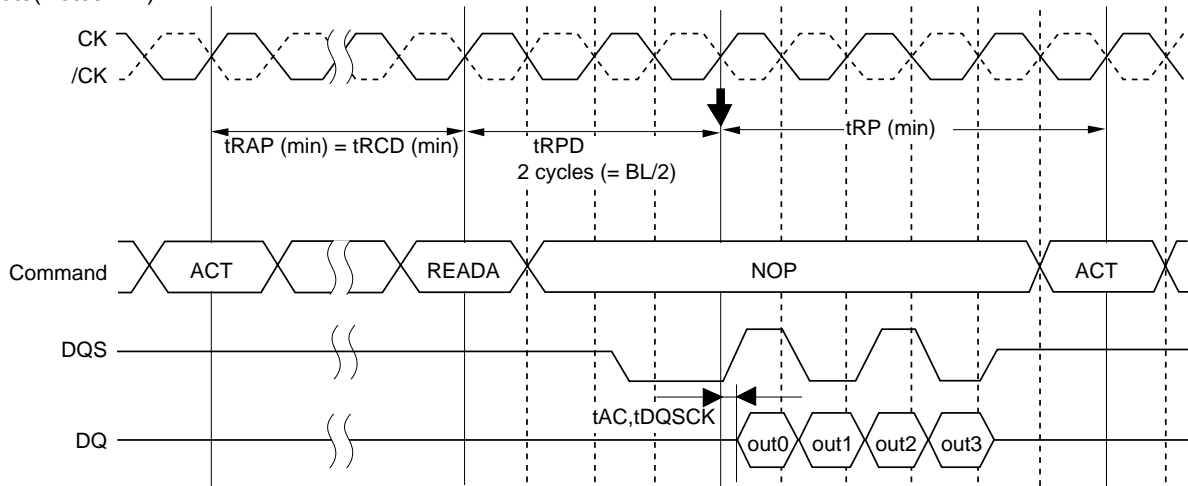 CK
/CK
tRAP (min) = tRCD (min)
tRPD
2 cycles (= BL/2)
tRP (min)
Command
ACT
READA
NOP
ACT
DQS
tAC,tDQSCK
DQ
out0
out1
out2
out3